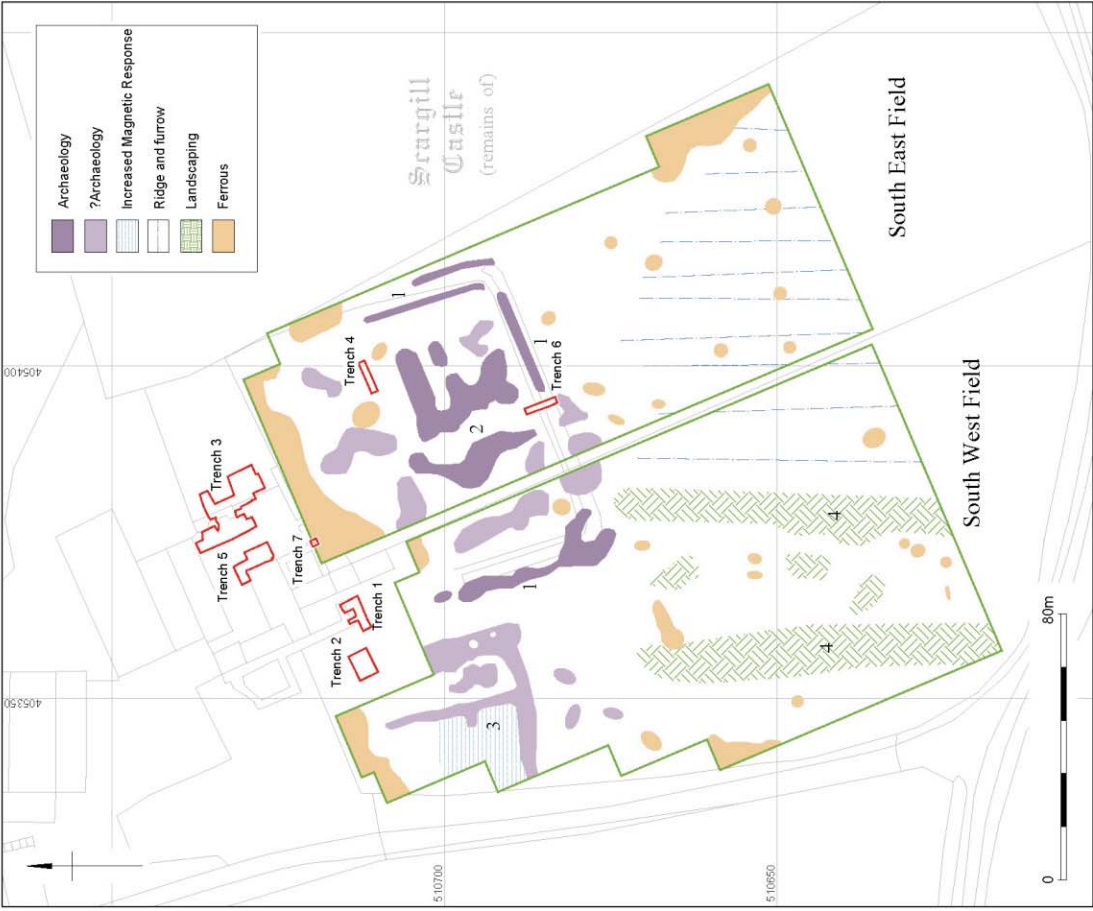 Archaeology
?Archaeology
Increased Magnetic Response
Ridge and furrow
Landscaping
Ferrous
Scargill
Castle
(remains of)
Trench 3
Trench 5
Trench 7
Trench 4
Trench 1
Trench 2
Trench 6
1
1
2
1
3
4
4
South East Field
South West Field
405400
405350
510700
510650
0
80m